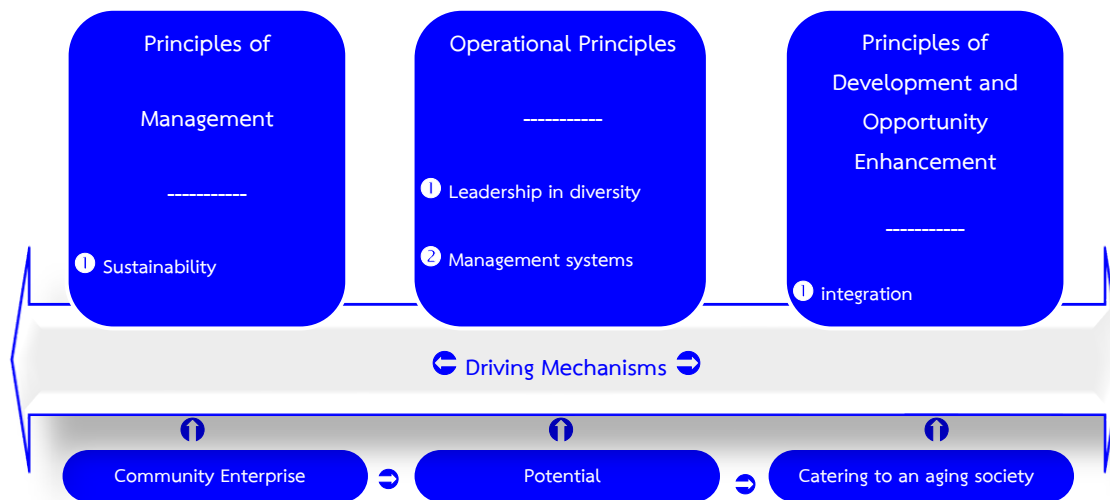 Principles of
Management
-----------
❶ Sustainability
Operational Principles
-----------
❶ Leadership in diversity
❷ Management systems
Principles of
Development and
Opportunity
Enhancement
-----------
❶ integration
Driving Mechanisms
Community Enterprise
Potential
Catering to an aging society